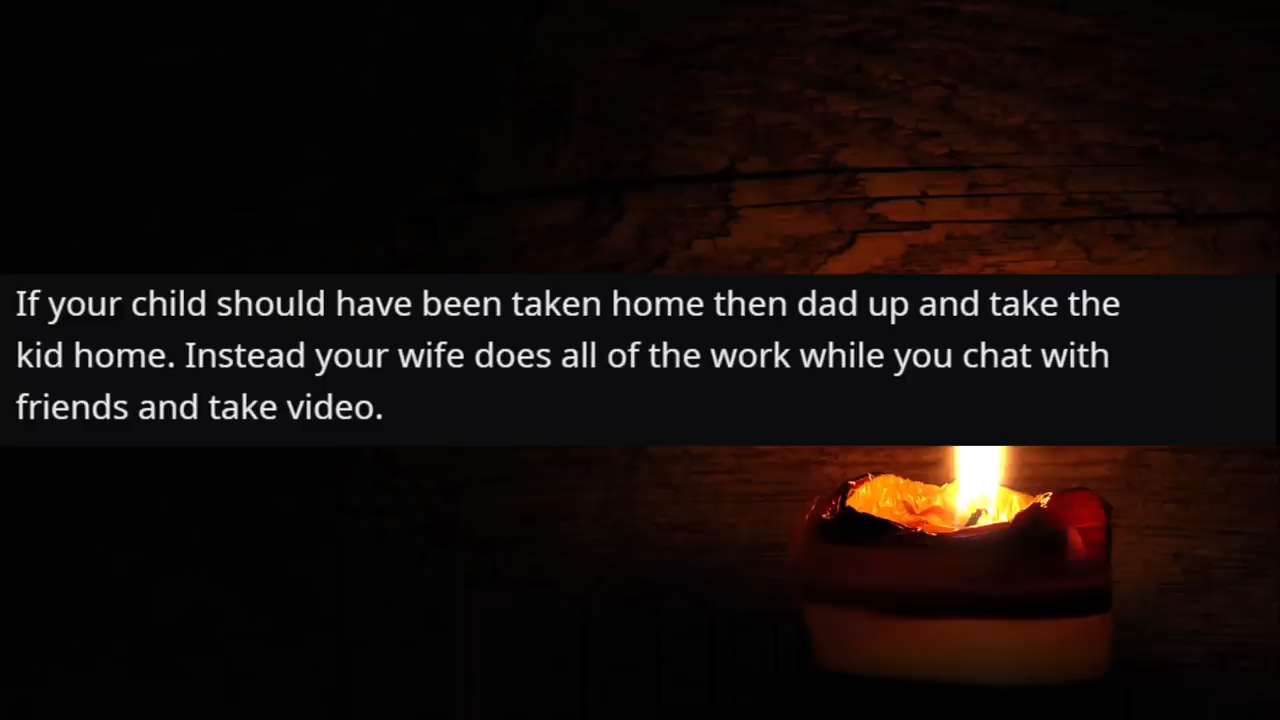 If your child should have been taken home then dad up and take the
kid home. Instead your wife does all of the work while you chat with
friends and take video.